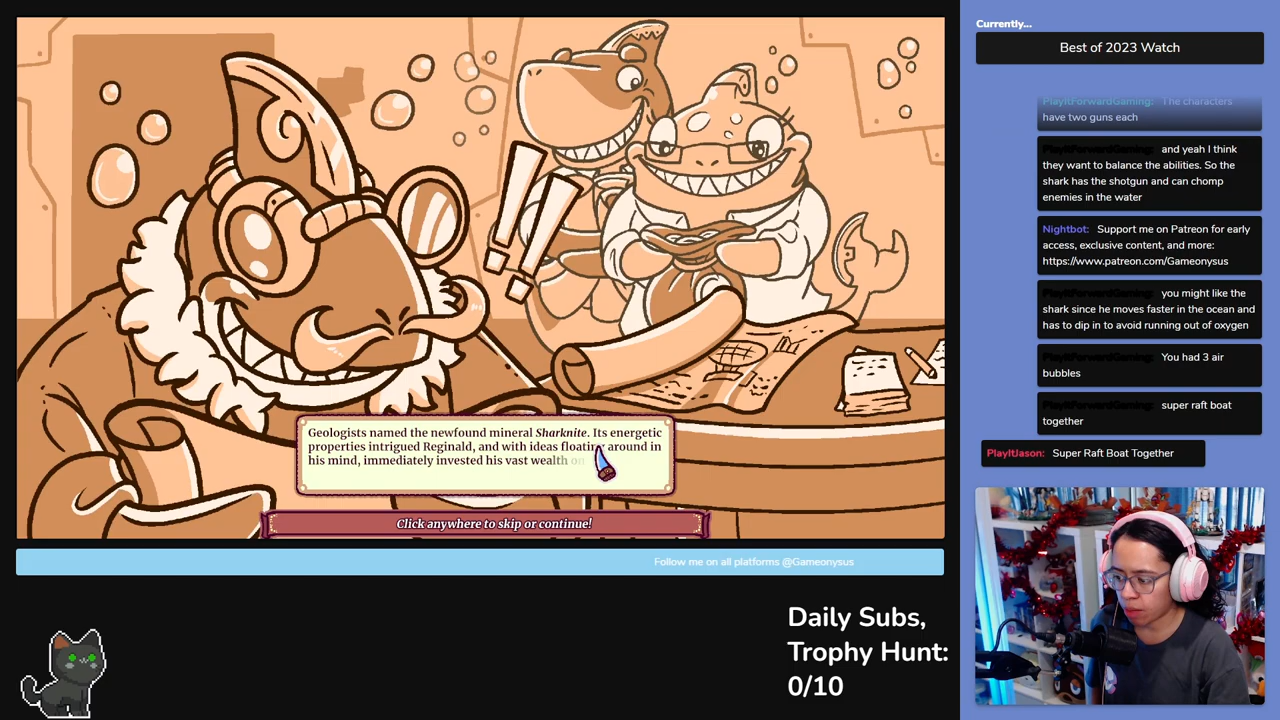 Currently...
Best of 2023 Watch
PlayItForwardGaming: The characters
have two guns each
PlayItForwardGaming: and yeah I think
they want to balance the abilities. So the
shark has the shotgun and can chomp
enemies in the water
Nightbot: Support me on Patreon for early
access, exclusive content, and more:
https://www.patreon.com/Gameonysus
PlayItForwardGaming: you might like the
shark since he moves faster in the ocean and
has to dip in to avoid running out of oxygen
PlayItForwardGaming: You had 3 air
bubbles
PlayItForwardGaming: super raft boat
together
PlayItJason: Super Raft Boat Together
!!
Geologists named the newfound mineral Sharknite. Its energetic
properties intrigued Reginald, and with ideas floating around in
his mind, immediately invested his vast wealth
Click anywhere to skip or continue!
Follow me on all platforms @Gameonysus
Daily Subs,
Trophy Hunt:
0/10